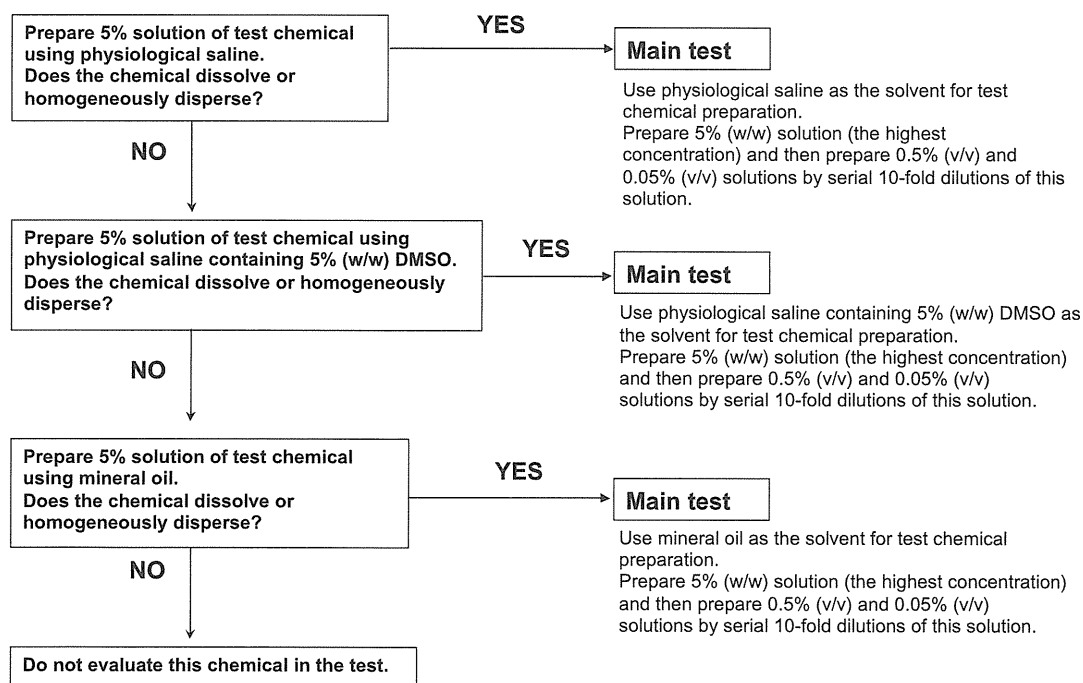 Prepare 5% solution of test chemical
using physiological saline.
Does the chemical dissolve or
homogeneously disperse?
YES
Main test
Use physiological saline as the solvent for test
chemical preparation.
Prepare 5% (w/w) solution (the highest
concentration) and then prepare 0.5% (v/v) and
0.05% (v/v) solutions by serial 10-fold dilutions of this
solution.
NO
Prepare 5% solution of test chemical using
physiological saline containing 5% (w/w) DMSO.
Does the chemical dissolve or homogeneously
disperse?
YES
Main test
Use physiological saline containing 5% (w/w) DMSO as
the solvent for test chemical preparation.
Prepare 5% (w/w) solution (the highest concentration)
and then prepare 0.5% (v/v) and 0.05% (v/v)
solutions by serial 10-fold dilutions of this solution.
NO
Prepare 5% solution of test chemical
using mineral oil.
Does the chemical dissolve or
homogeneously disperse?
YES
Main test
Use mineral oil as the solvent for test chemical
preparation.
Prepare 5% (w/w) solution (the highest concentration)
and then prepare 0.5% (v/v) and 0.05% (v/v)
solutions by serial 10-fold dilutions of this solution.
NO
Do not evaluate this chemical in the test.